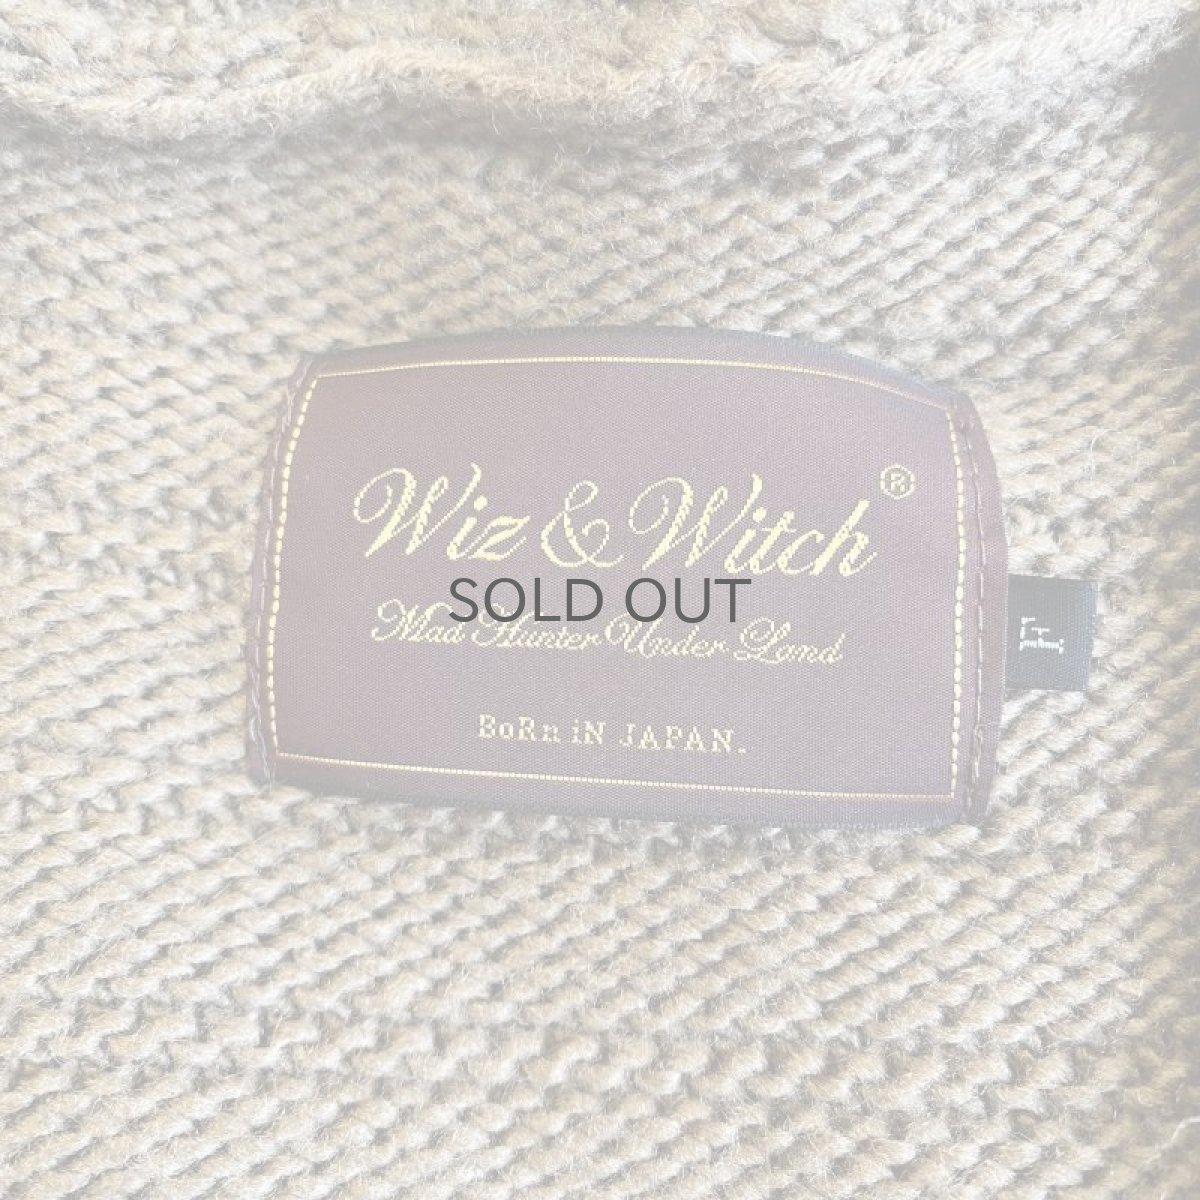 Wiz & Witch®
SOLD OUT
Mad Hunter Under Land
F
BoRn iN JAPAN.